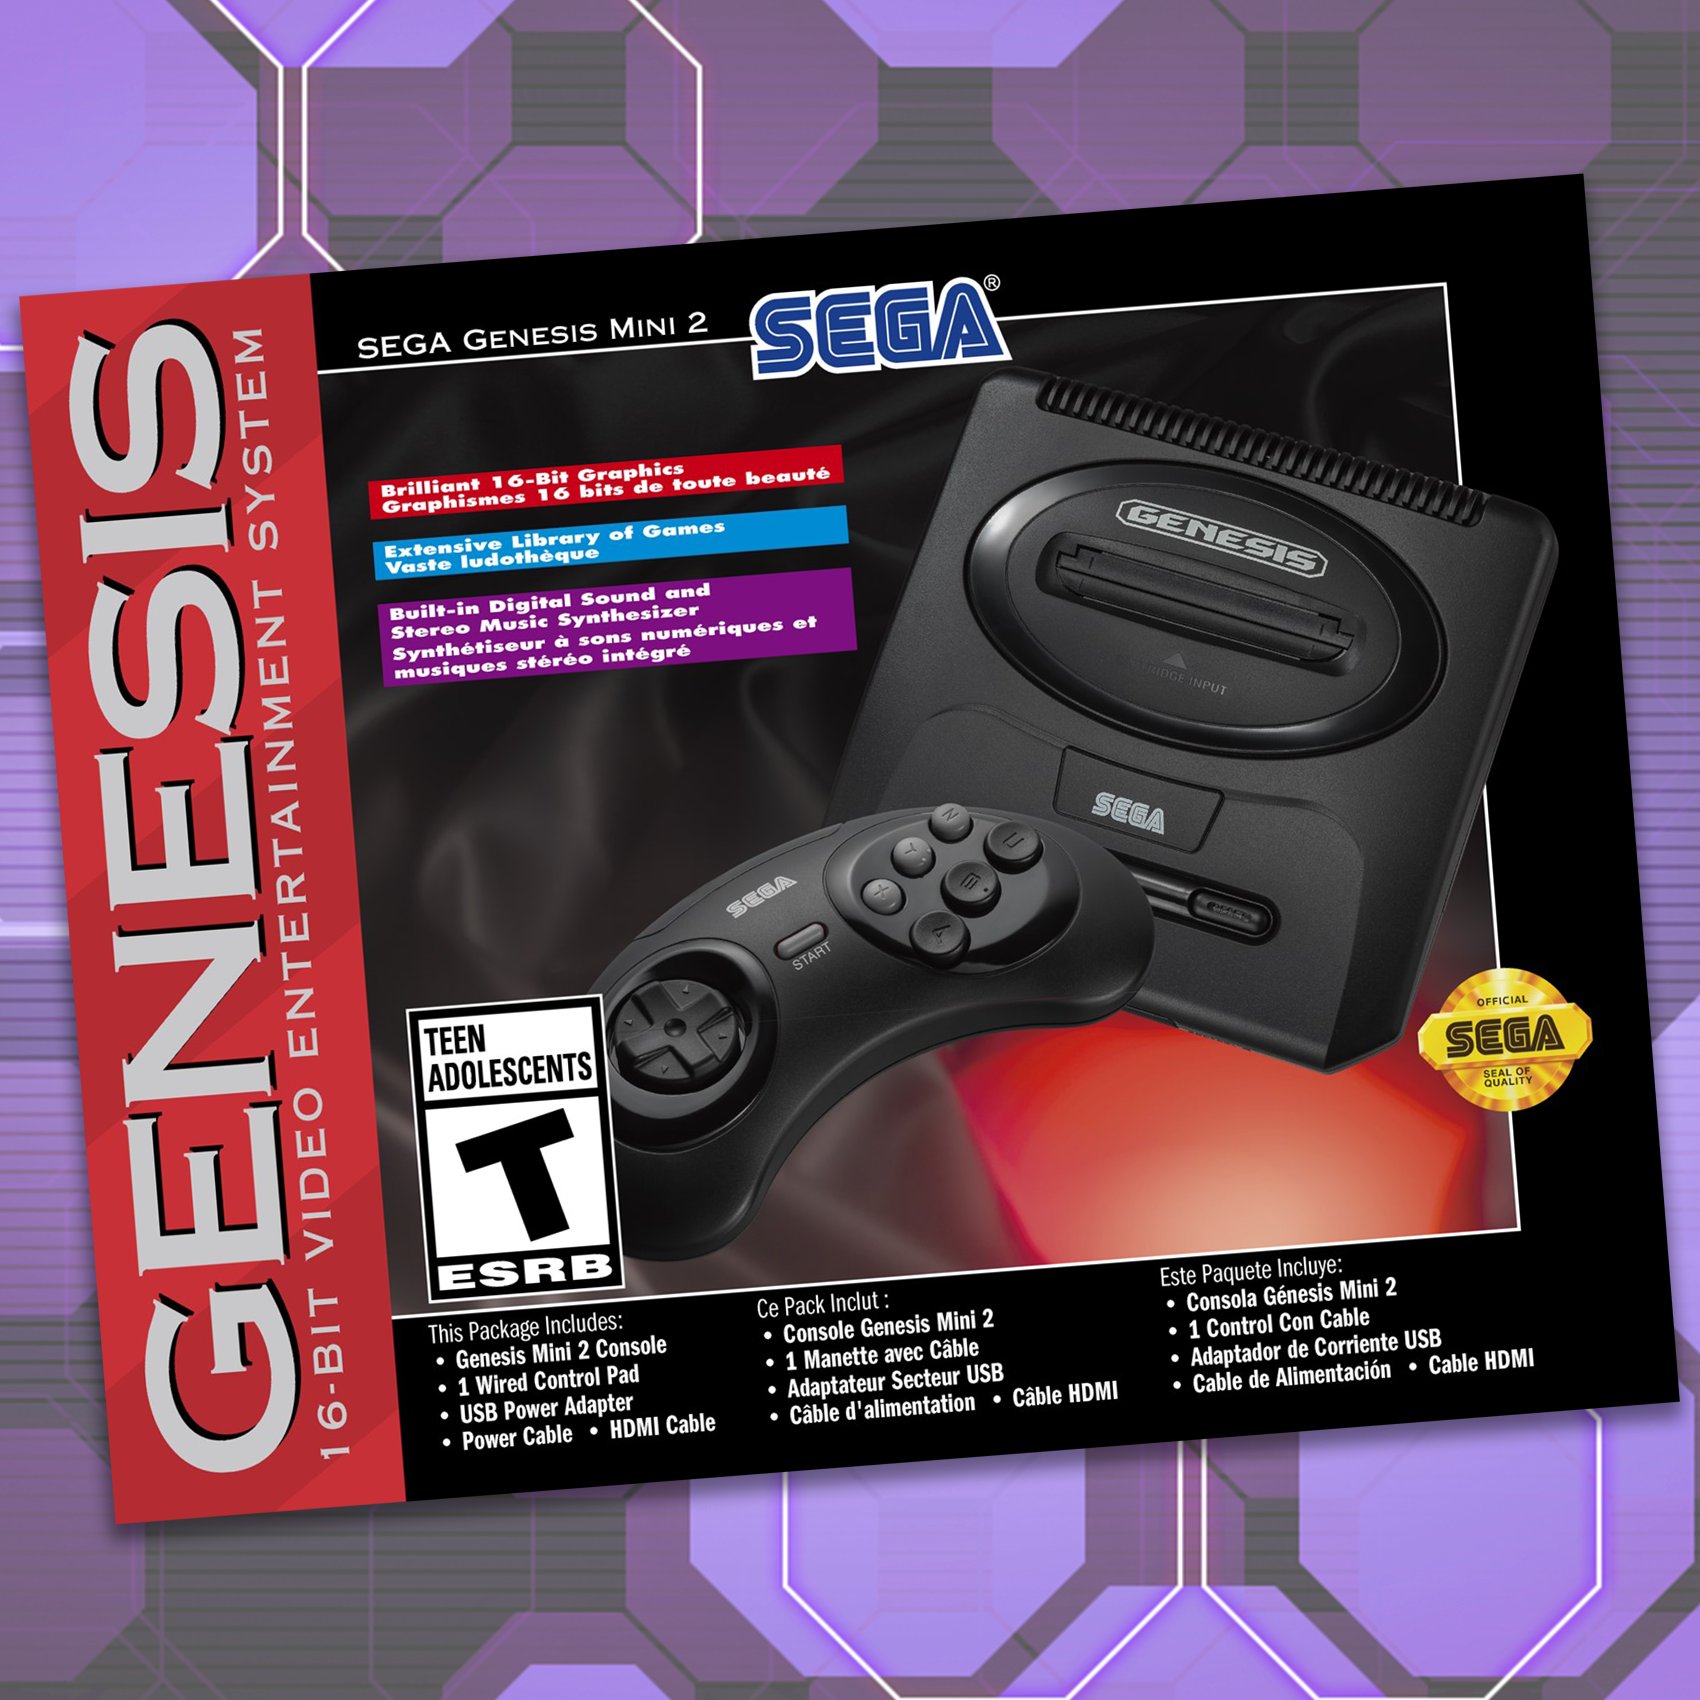 GENESIS
16-BIT VIDEO ENTERTAINMENT SYSTEM
SEGA GENESIS MINI 2
SEGA®
Brilliant 16-Bit Graphics
Graphismes 16 bits de toute beauté
Extensive Library of Games
Vaste ludothèque
Built-in Digital Sound and
Stereo Music Synthesizer
Synthétiseur à sons numériques et
musiques stéréo intégré
GENESIS
INPUT
SEGA
SEGA
START
X
Y
Z
A
B
C
OFFICIAL
SEGA
SEAL OF
QUALITY
TEEN
ADOLESCENTS
T
ESRB
This Package Includes:
• Genesis Mini 2 Console
• 1 Wired Control Pad
• USB Power Adapter
• Power Cable • HDMI Cable
Ce Pack Inclut :
• Console Genesis Mini 2
• 1 Manette avec Câble
• Adaptateur Secteur USB
• Câble d'alimentation • Câble HDMI
Este Paquete Incluye:
• Consola Génesis Mini 2
• 1 Control Con Cable
• Adaptador de Corriente USB
• Cable de Alimentación • Cable HDMI